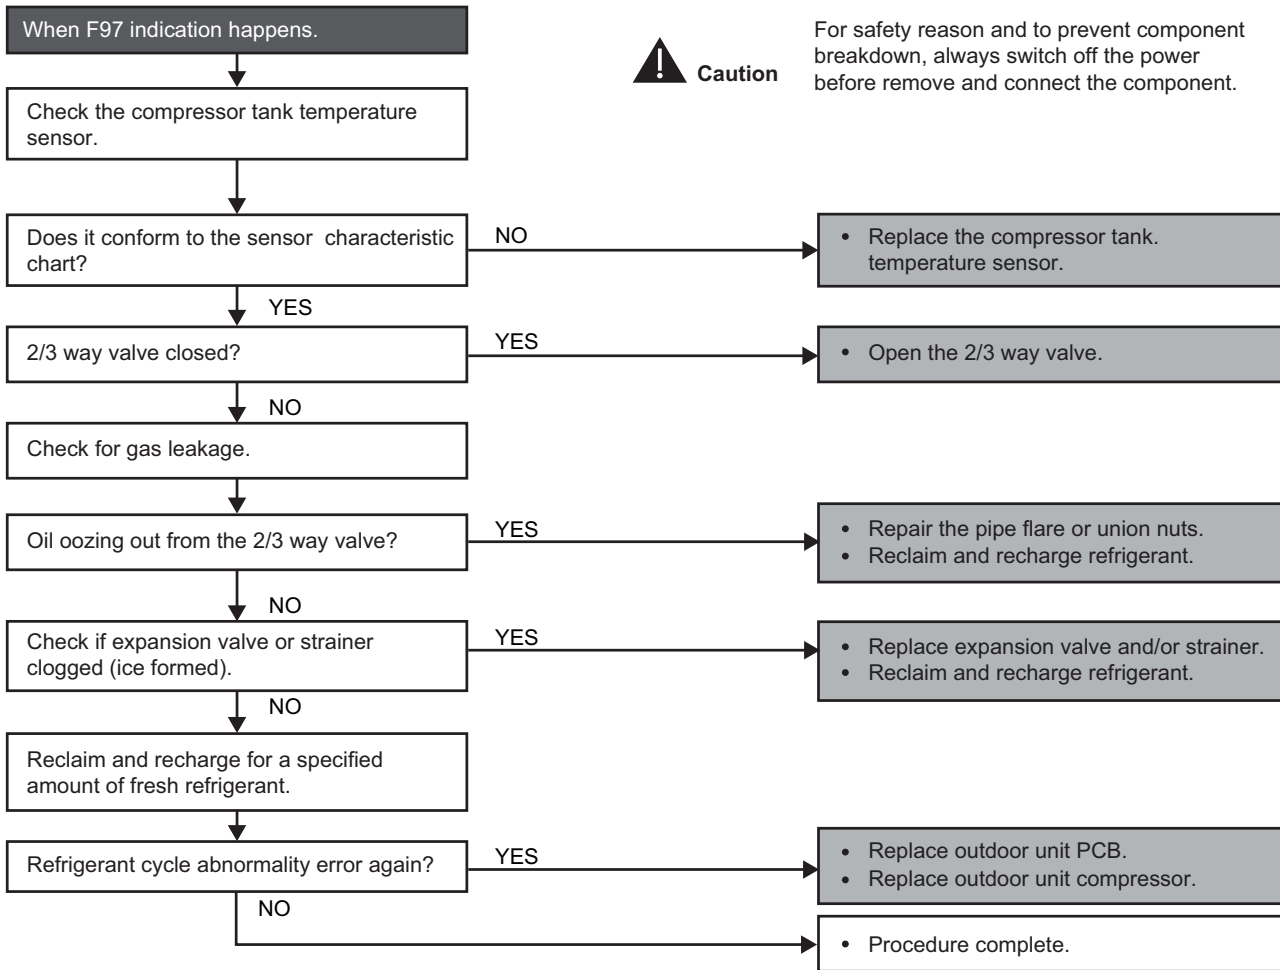 When F97 indication happens.
Caution
For safety reason and to prevent component
breakdown, always switch off the power
before remove and connect the component.
Check the compressor tank temperature
sensor.
Does it conform to the sensor characteristic
chart?
NO
• Replace the compressor tank.
temperature sensor.
YES
2/3 way valve closed?
YES
• Open the 2/3 way valve.
NO
Check for gas leakage.
Oil oozing out from the 2/3 way valve?
YES
• Repair the pipe flare or union nuts.
• Reclaim and recharge refrigerant.
NO
Check if expansion valve or strainer
clogged (ice formed).
YES
• Replace expansion valve and/or strainer.
• Reclaim and recharge refrigerant.
NO
Reclaim and recharge for a specified
amount of fresh refrigerant.
Refrigerant cycle abnormality error again?
YES
• Replace outdoor unit PCB.
• Replace outdoor unit compressor.
NO
• Procedure complete.